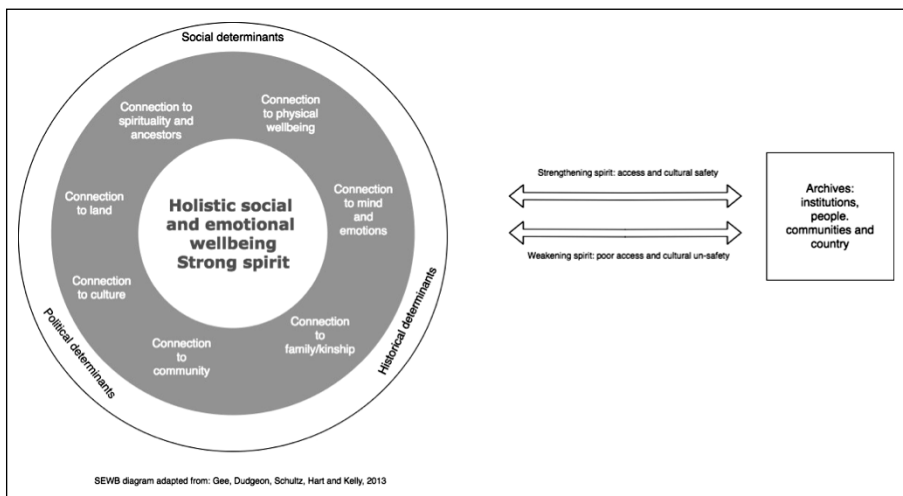 Social determinants
Connection to
spirituality and
ancestors
Connection
to physical
wellbeing
Connection
to land
Connection
to mind
and
emotions
Holistic social
and emotional
wellbeing
Strong spirit
Connection
to culture
Connection
to
community
Connection
to
family/kinship
Political determinants
Historical determinants
Strengthening spirit: access and cultural safety
Weakening spirit: poor access and cultural un-safety
Archives:
institutions,
people.
communities and
country
SEWB diagram adapted from: Gee, Dudgeon, Schultz, Hart and Kelly, 2013